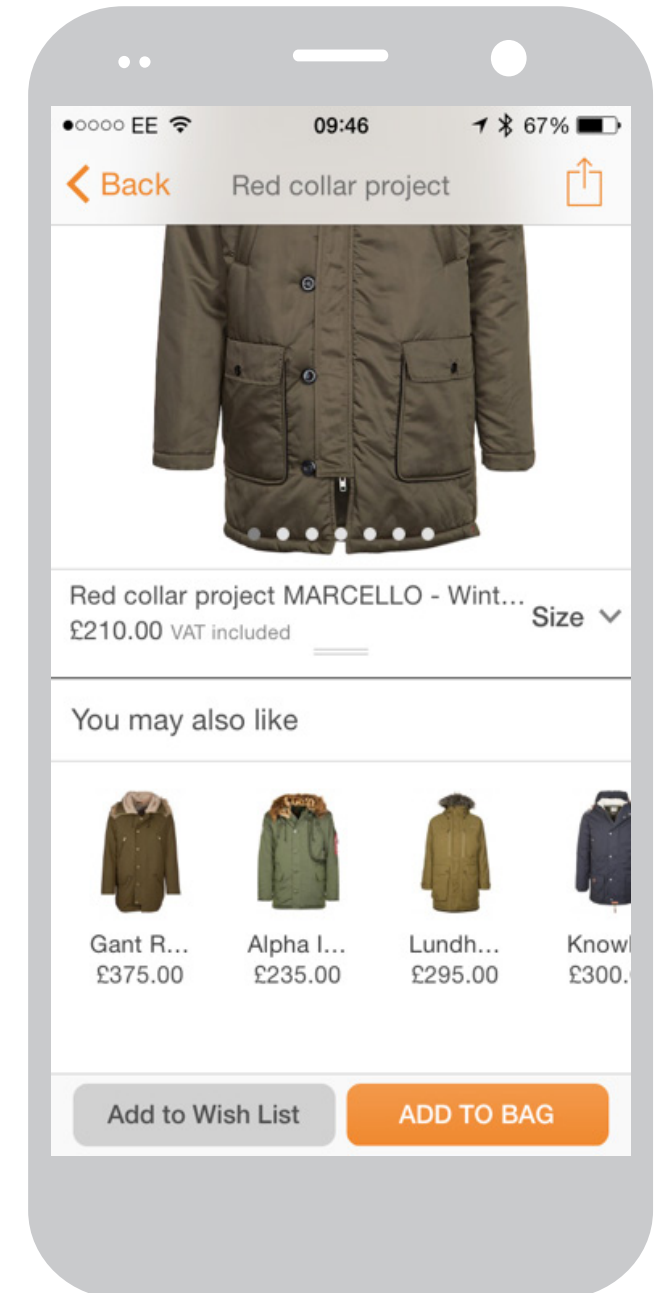 EE 09:46 67%
Back Red collar project
Red collar project MARCELLO - Wint...
£210.00 VAT included
Size
You may also like
Gant R... Alpha I... Lundh... Knowl
£375.00 £235.00 £295.00 £300.
Add to Wish List ADD TO BAG